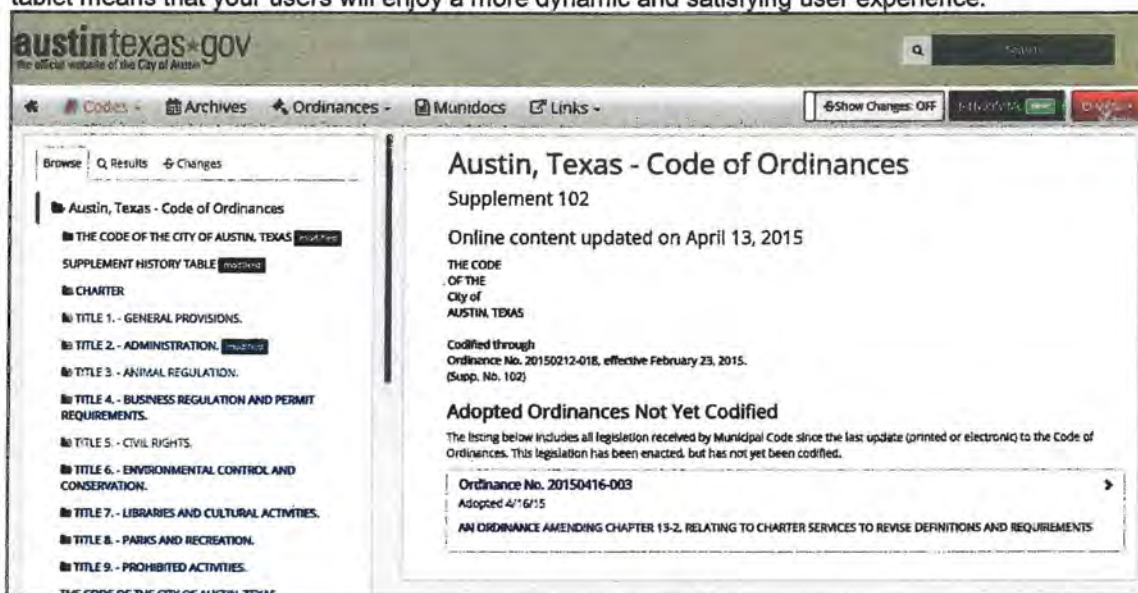 tablet means that your users will enjoy a more dynamic and satisfying user experience.
austintexas*gov
the official website of the City of Austin
Search
Codes - Archives Ordinances - Munidocs Links -
Show Changes: OFF
Browse Results Changes
Austin, Texas - Code of Ordinances
THE CODE OF THE CITY OF AUSTIN, TEXAS modified
SUPPLEMENT HISTORY TABLE modified
CHARTER
TITLE 1. - GENERAL PROVISIONS.
TITLE 2. - ADMINISTRATION. modified
TITLE 3. - ANIMAL REGULATION.
TITLE 4. - BUSINESS REGULATION AND PERMIT
REQUIREMENTS.
TITLE 5. - CIVIL RIGHTS.
TITLE 6. - ENVIRONMENTAL CONTROL AND
CONSERVATION.
TITLE 7. - LIBRARIES AND CULTURAL ACTIVITIES.
TITLE 8. - PARKS AND RECREATION.
TITLE 9. - PROHIBITED ACTIVITIES.
THE CODE OF THE CITY OF AUSTIN, TEXAS
Austin, Texas - Code of Ordinances
Supplement 102
Online content updated on April 13, 2015
THE CODE
OF THE
City of
AUSTIN, TEXAS
Codified through
Ordinance No. 20150212-018, effective February 23, 2015.
(Supp. No. 102)
Adopted Ordinances Not Yet Codified
The listing below includes all legislation received by Municipal Code since the last update (printed or electronic) to the Code of
Ordinances. This legislation has been enacted, but has not yet been codified.
Ordinance No. 20150416-003
Adopted 4/16/15
AN ORDINANCE AMENDING CHAPTER 13-2, RELATING TO CHARTER SERVICES TO REVISE DEFINITIONS AND REQUIREMENTS